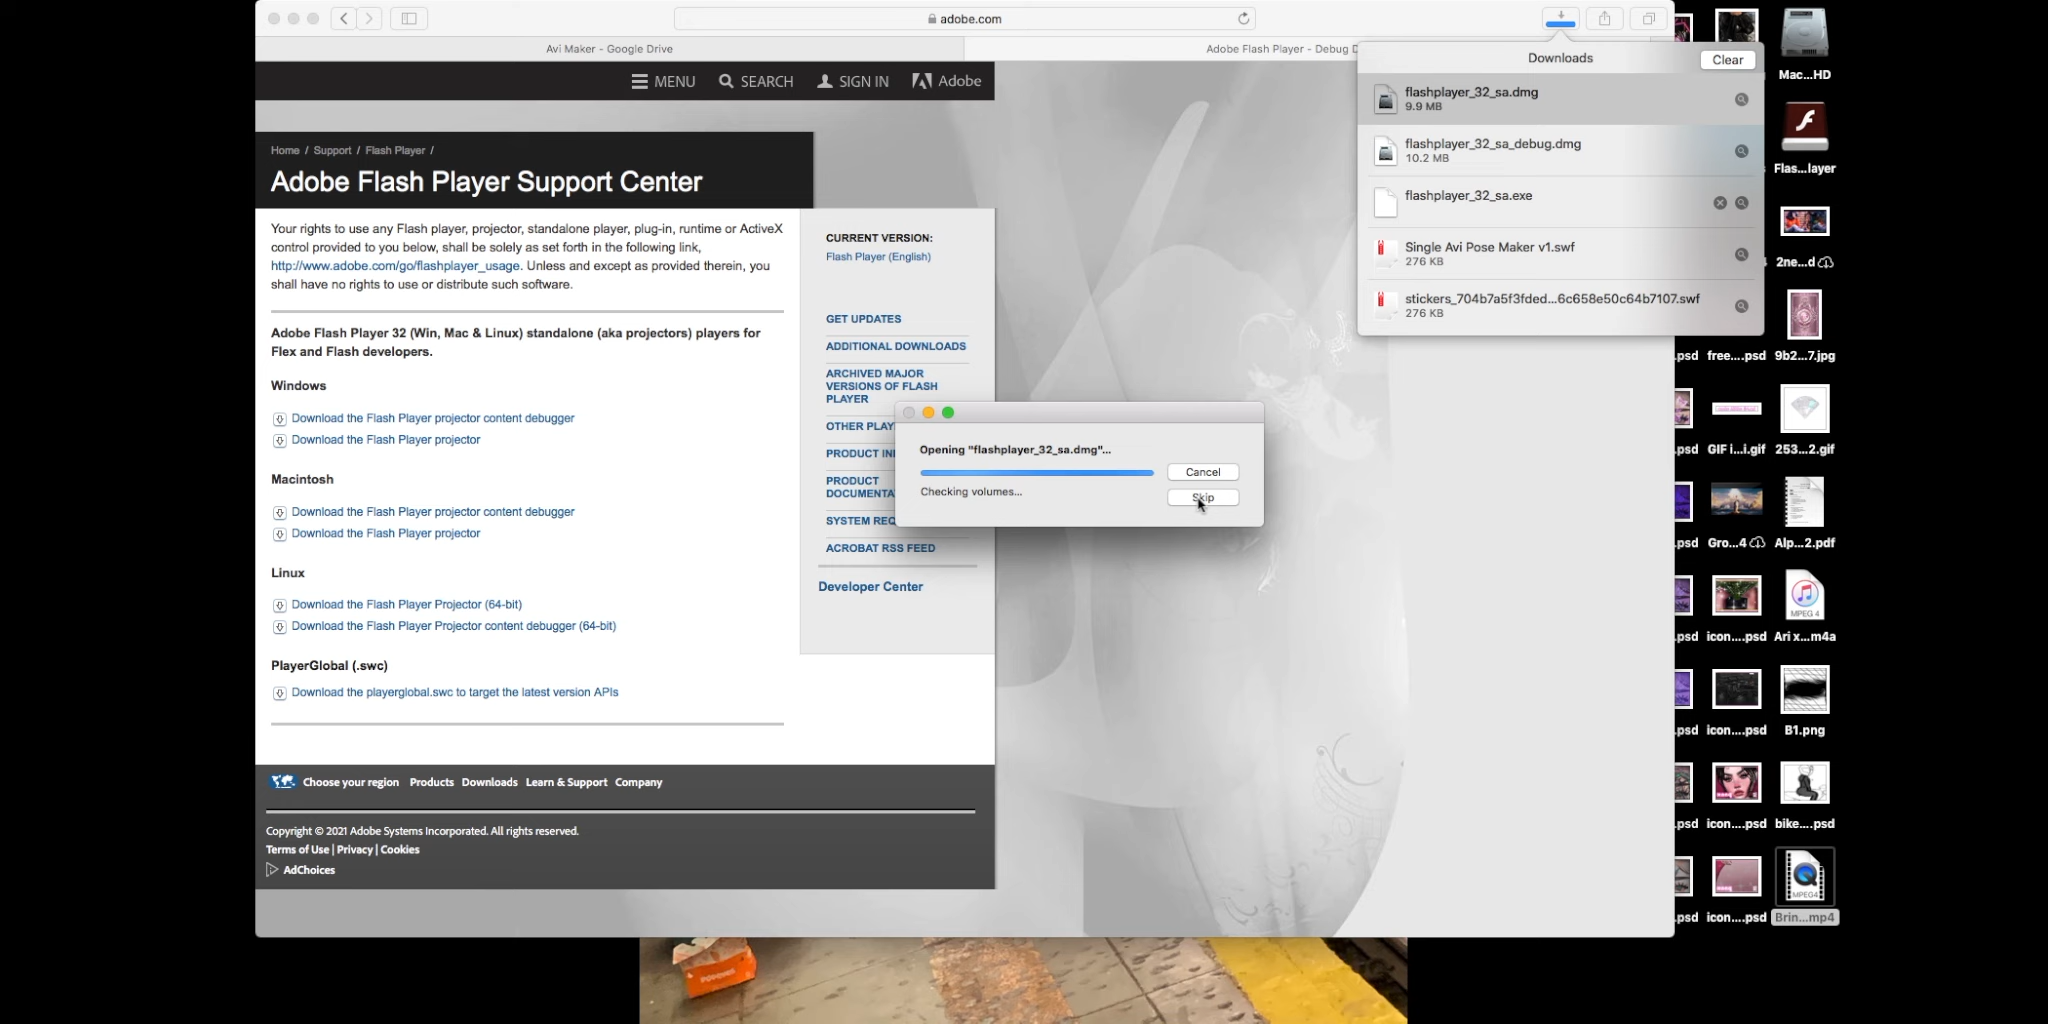 adobe.com
Avi Maker - Google Drive
Adobe Flash Player - Debug D
MENU
SEARCH
SIGN IN
Adobe
Home / Support / Flash Player /
Adobe Flash Player Support Center
Your rights to use any Flash player, projector, standalone player, plug-in, runtime or ActiveX
control provided to you below, shall be solely as set forth in the following link,
http://www.adobe.com/go/flashplayer_usage. Unless and except as provided therein, you
shall have no rights to use or distribute such software.
Adobe Flash Player 32 (Win, Mac & Linux) standalone (aka projectors) players for
Flex and Flash developers.
Windows
Download the Flash Player projector content debugger
Download the Flash Player projector
Macintosh
Download the Flash Player projector content debugger
Download the Flash Player projector
Linux
Download the Flash Player Projector (64-bit)
Download the Flash Player Projector content debugger (64-bit)
PlayerGlobal (.swc)
Download the playerglobal.swc to target the latest version APIs
CURRENT VERSION:
Flash Player (English)
GET UPDATES
ADDITIONAL DOWNLOADS
ARCHIVED MAJOR
VERSIONS OF FLASH
PLAYER
OTHER PLAY
PRODUCT IN
PRODUCT
DOCUMENTA
SYSTEM REQ
ACROBAT RSS FEED
Developer Center
Opening "flashplayer_32_sa.dmg"...
Cancel
Checking volumes...
Skip
Downloads
Clear
flashplayer_32_sa.dmg
9.9 MB
flashplayer_32_sa_debug.dmg
10.2 MB
flashplayer_32_sa.exe
Single Avi Pose Maker v1.swf
276 KB
stickers_704b7a5f3fded...6c658e50c64b7107.swf
276 KB
Choose your region Products Downloads Learn & Support Company
Copyright © 2021 Adobe Systems Incorporated. All rights reserved.
Terms of Use | Privacy | Cookies
AdChoices
Mac...HD
Flas...layer
2ne...d
.psd free....psd 9b2...7.jpg
.psd GIF i...i.gif 253...2.gif
.psd Gro...4 Alp...2.pdf
MPEG 4
.psd icon....psd Ari x...m4a
.psd icon....psd B1.png
.psd icon....psd bike....psd
MPEG4
.psd icon....psd Brin...mp4
POPEYES